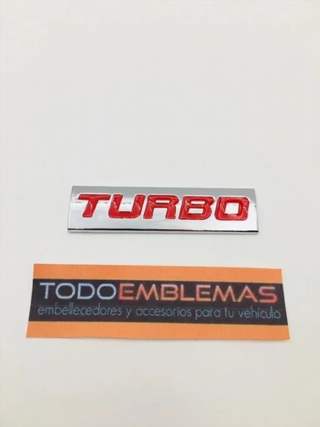 TURBO
TODOEMBLEMAS
embellecedores y accesorios para tu vehículo